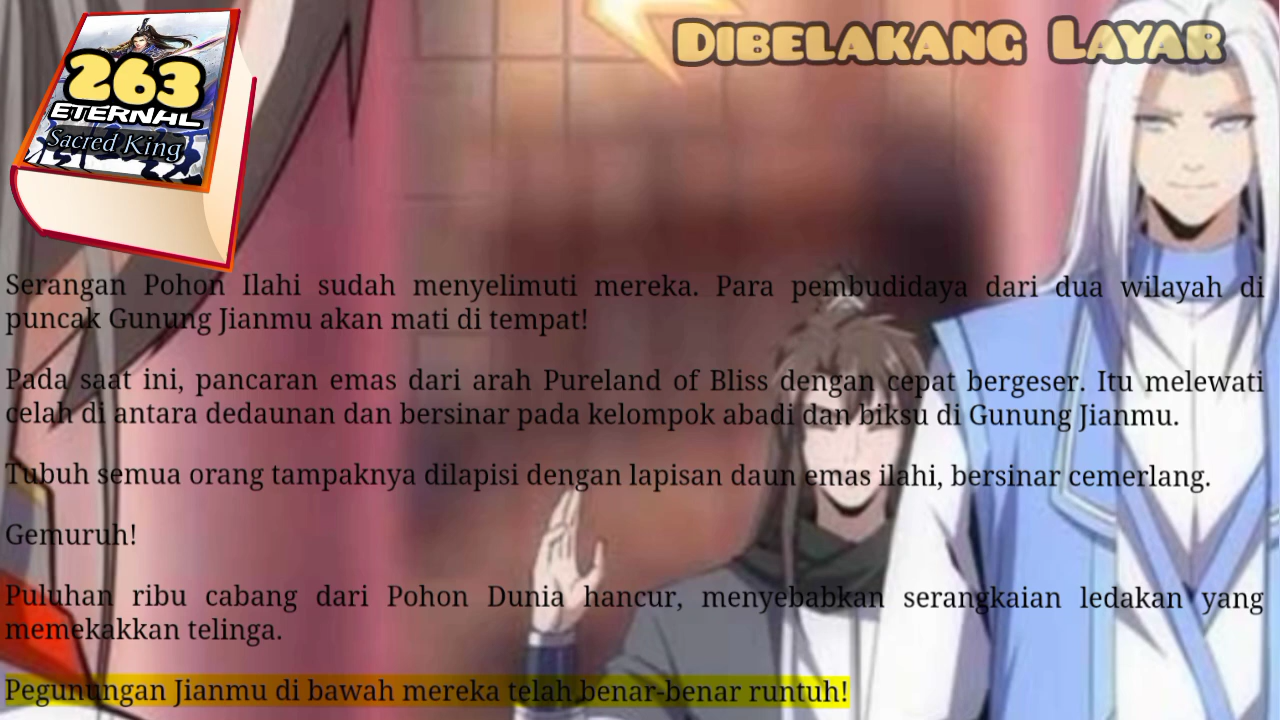 DIBELAKANG LAYAR
263
ETERNAL
Sacred King
Serangan Pohon Ilahi sudah menyelimuti mereka. Para pembudidaya dari dua wilayah di
puncak Gunung Jianmu akan mati di tempat!
Pada saat ini, pancaran emas dari arah Pureland of Bliss dengan cepat bergeser. Itu melewati
celah di antara dedaunan dan bersinar pada kelompok abadi dan biksu di Gunung Jianmu.
Tubuh semua orang tampaknya dilapisi dengan lapisan daun emas ilahi, bersinar cemerlang.
Gemuruh!
Puluhan ribu cabang dari Pohon Dunia hancur, menyebabkan serangkaian ledakan yang
memekakkan telinga.
Pegunungan Jianmu di bawah mereka telah benar-benar runtuh!